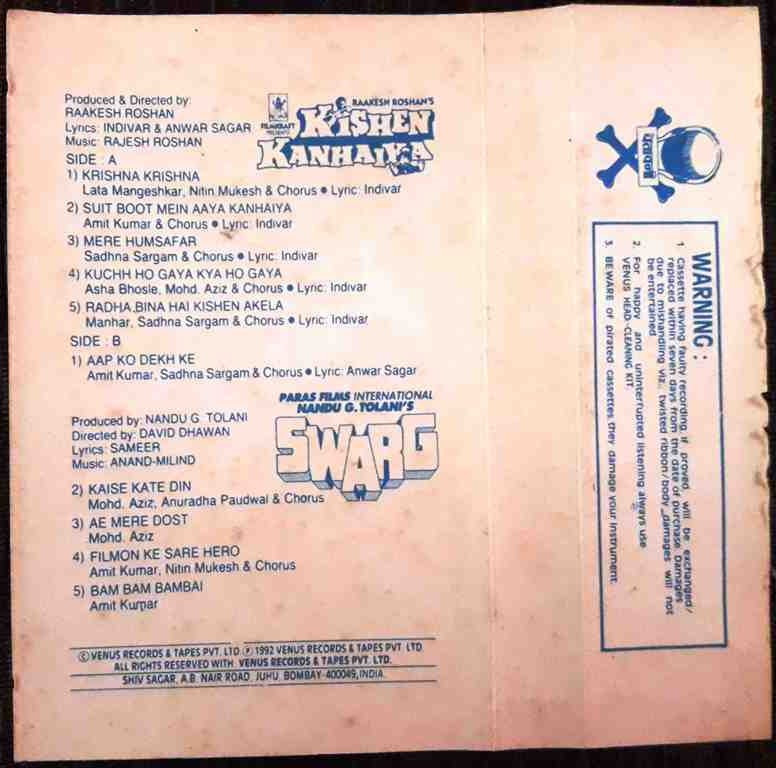 Produced & Directed by:
RAAKESH ROSHAN
Lyrics: INDIVAR & ANWAR SAGAR
Music: RAJESH ROSHAN
FILMKRAFT
PRESENTS
RAAKESH ROSHAN'S
KISHEN
KANHAIYA
SIDE : A
1) KRISHNA KRISHNA
Lata Mangeshkar, Nitin Mukesh & Chorus ● Lyric: Indivar
2) SUIT BOOT MEIN AAYA KANHAIYA
Amit Kumar & Chorus ● Lyric: Indivar
3) MERE HUMSAFAR
Sadhna Sargam & Chorus ● Lyric: Indivar
4) KUCHH HO GAYA KYA HO GAYA
Asha Bhosle, Mohd. Aziz & Chorus ● Lyric: Indivar
5) RADHA BINA HAI KISHEN AKELA
Manhar, Sadhna Sargam & Chorus ● Lyric: Indivar
SIDE : B
1) AAP KO DEKH KE
Amit Kumar, Sadhna Sargam & Chorus ● Lyric: Anwar Sagar
PARAS FILMS INTERNATIONAL
NANDU G. TOLANI'S
SWARG
Produced by: NANDU G. TOLANI
Directed by: DAVID DHAWAN
Lyrics: SAMEER
Music: ANAND-MILIND
2) KAISE KATE DIN
Mohd. Aziz, Anuradha Paudwal & Chorus
3) AE MERE DOST
Mohd. Aziz
4) FILMON KE SARE HERO
Amit Kumar, Nitin Mukesh & Chorus
5) BAM BAM BAMBAI
Amit Kumar
© VENUS RECORDS & TAPES PVT. LTD ℗ 1992 VENUS RECORDS & TAPES PVT. LTD
ALL RIGHTS RESERVED WITH VENUS RECORDS & TAPES PVT. LTD.
SHIV SAGAR, A.B. NAIR ROAD, JUHU, BOMBAY-400049, INDIA.
WARNING :
1. Cassette having faulty recording, if proved, will be exchanged/
replaced within seven days from the date of purchase. Damages
due to mishandling viz., twisted ribbon/body damages will not
be entertained
2. For happy and uninterrupted listening always use
VENUS HEAD-CLEANING KIT
3. BEWARE of pirated cassettes, they damage your instrument.